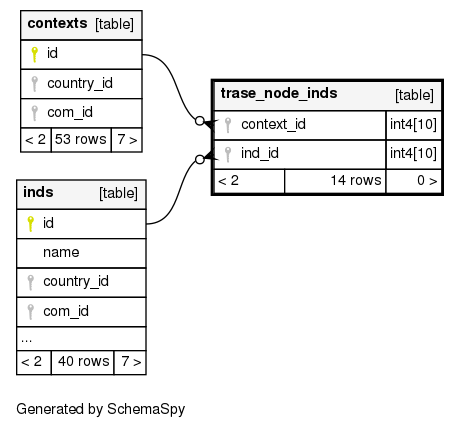 contexts [table]
id
country_id
com_id
< 2 53 rows 7 >
trase_node_inds [table]
context_id int4[10]
ind_id int4[10]
< 2 14 rows 0 >
inds [table]
id
name
country_id
com_id
...
< 2 40 rows 7 >
Generated by SchemaSpy